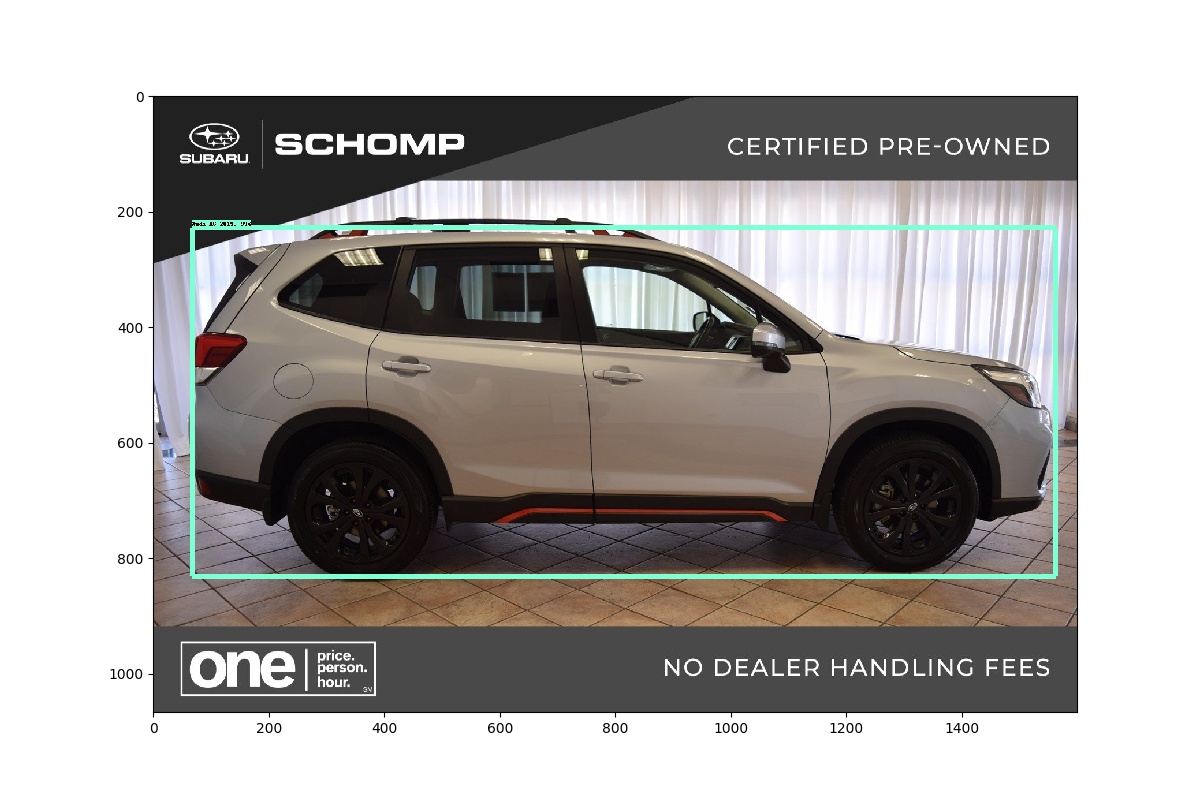 SUBARU
SCHOMP
CERTIFIED PRE-OWNED
0
200
400
600
800
1000
one
price.
person.
hour.
GV
NO DEALER HANDLING FEES
0
200
400
600
800
1000
1200
1400